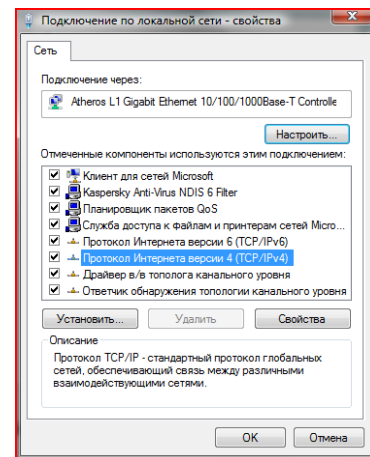 Подключение по локальной сети - свойства
Сеть
Подключение через:
Atheros L1 Gigabit Ethernet 10/100/1000Base-T Controlle
Настроить...
Отмеченные компоненты используются этим подключением:
Клиент для сетей Microsoft
Kaspersky Anti-Virus NDIS 6 Filter
Планировщик пакетов QoS
Служба доступа к файлам и принтерам сетей Micro...
Протокол Интернета версии 6 (TCP/IPv6)
Протокол Интернета версии 4 (TCP/IPv4)
Драйвер в/в тополога канального уровня
Ответчик обнаружения топологии канального уровня
Установить... Удалить Свойства
Описание
Протокол TCP/IP - стандартный протокол глобальных
сетей, обеспечивающий связь между различными
взаимодействующими сетями.
OK Отмена